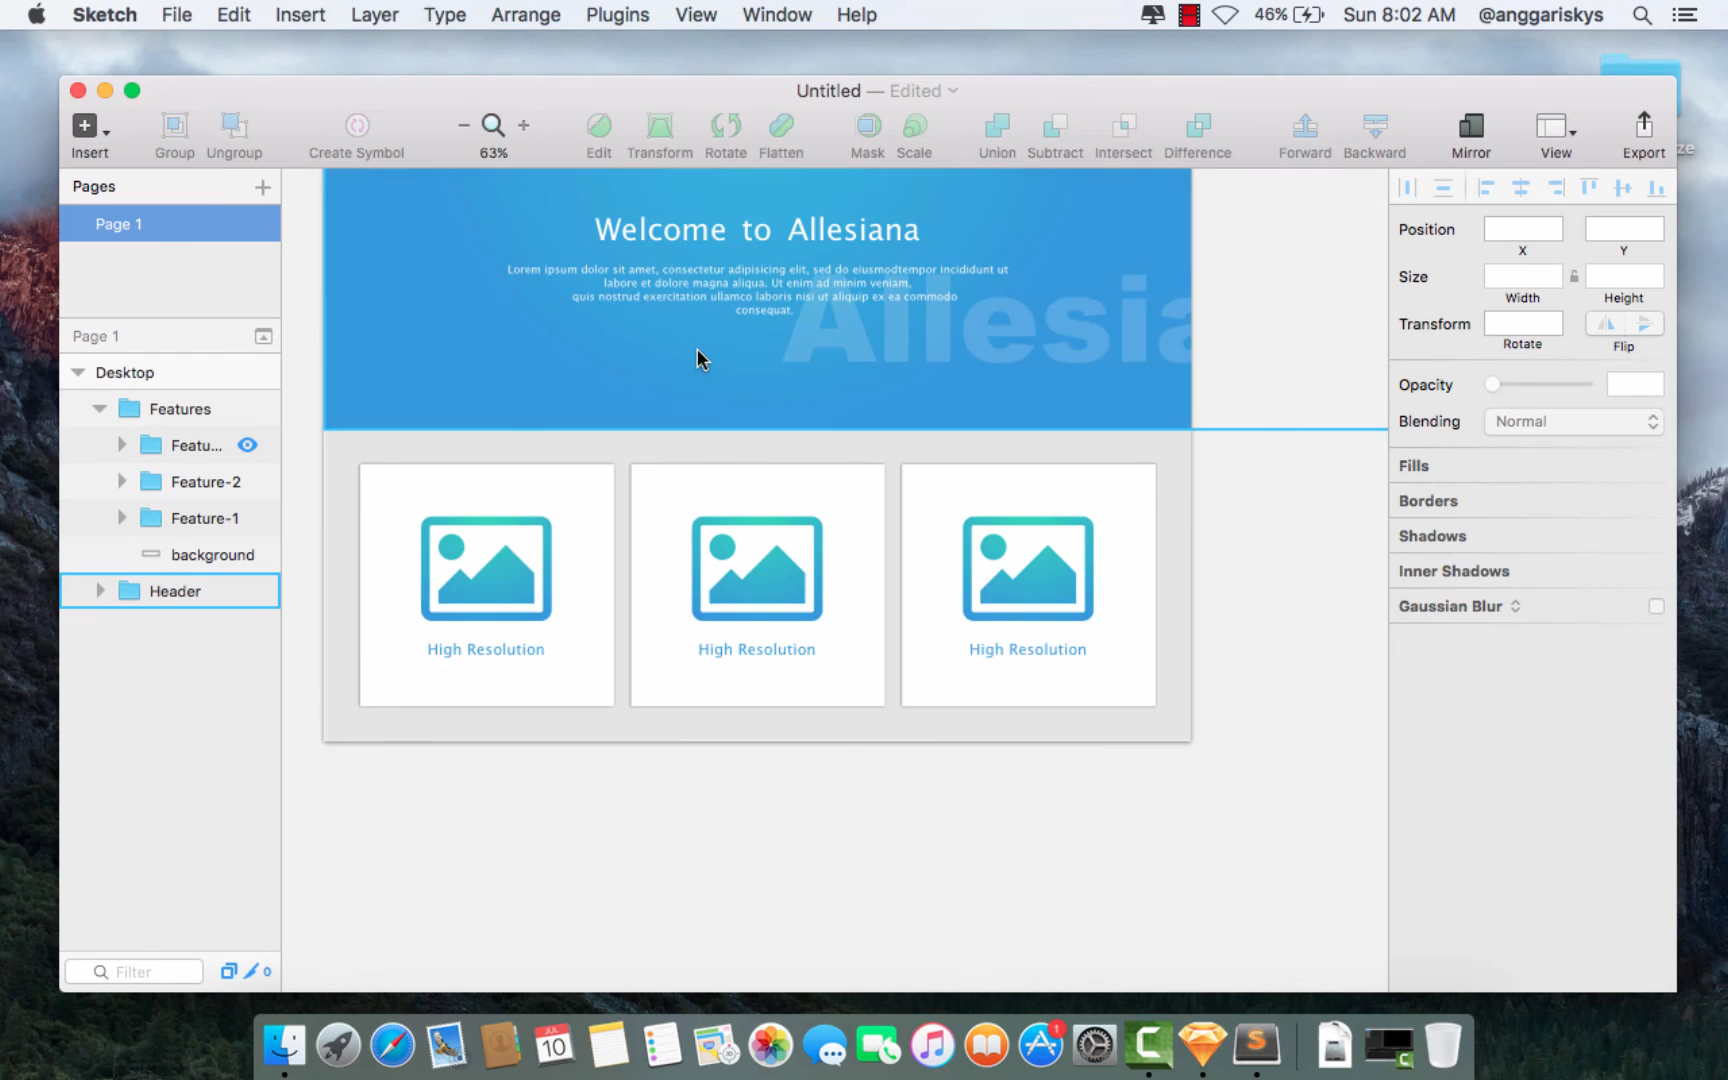 Sketch File Edit Insert Layer Type Arrange Plugins View Window Help 46% Sun 8:02 AM @anggariskys
Untitled — Edited
Insert Group Ungroup Create Symbol 63% Edit Transform Rotate Flatten Mask Scale Union Subtract Intersect Difference Forward Backward Mirror View Export
ze
Pages
Page 1
Page 1
Desktop
Features
Featu...
Feature-2
Feature-1
background
Header
Filter
0
Welcome to Allesiana
Lorem ipsum dolor sit amet, consectetur adipisicing elit, sed do eiusmodtempor incididunt ut
labore et dolore magna aliqua. Ut enim ad minim veniam,
quis nostrud exercitation ullamco laboris nisi ut aliquip ex ea commodo
consequat.
Allesia
High Resolution
High Resolution
High Resolution
Position
X
Y
Size
Width
Height
Transform
Rotate
Flip
Opacity
Blending
Normal
Fills
Borders
Shadows
Inner Shadows
Gaussian Blur
JUL
10
1